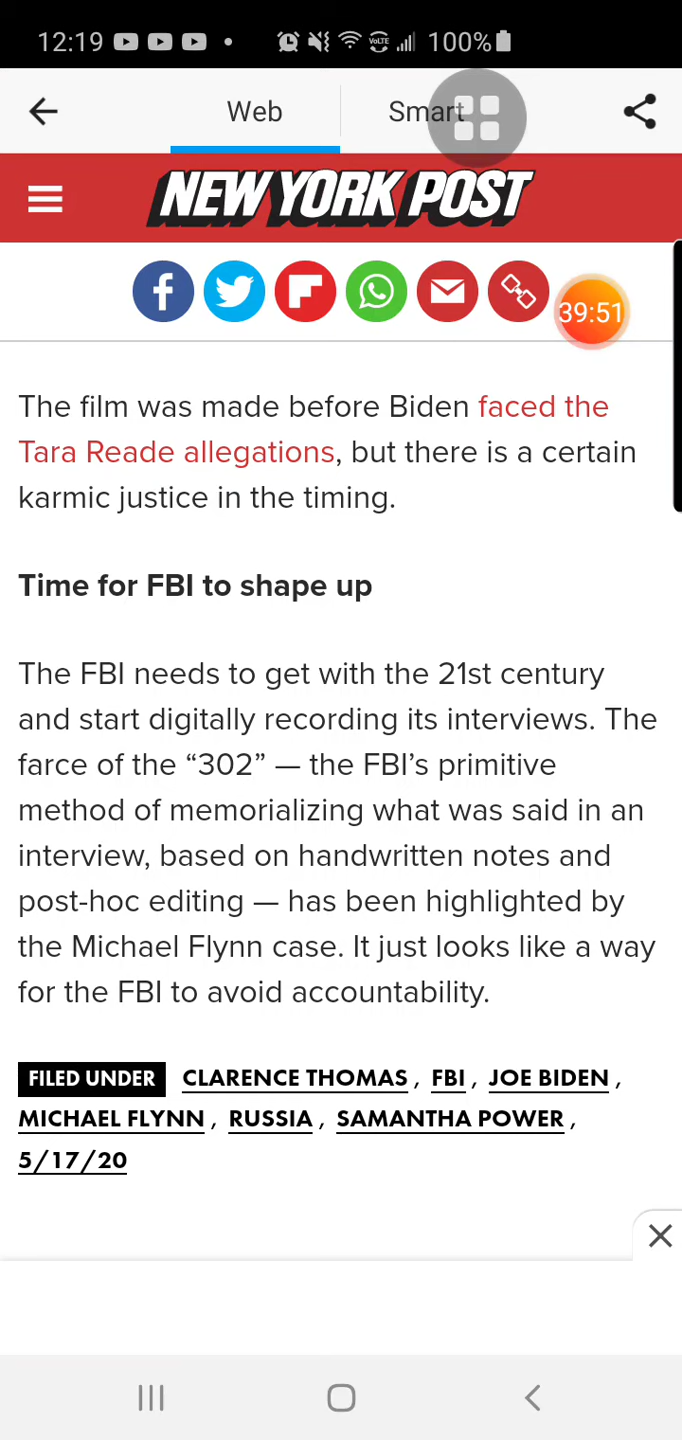 12:19 VoLTE 100%
Web Smart
NEW YORK POST
39:51
The film was made before Biden faced the
Tara Reade allegations, but there is a certain
karmic justice in the timing.
Time for FBI to shape up
The FBI needs to get with the 21st century
and start digitally recording its interviews. The
farce of the “302” — the FBI’s primitive
method of memorializing what was said in an
interview, based on handwritten notes and
post-hoc editing — has been highlighted by
the Michael Flynn case. It just looks like a way
for the FBI to avoid accountability.
FILED UNDER CLARENCE THOMAS , FBI , JOE BIDEN ,
MICHAEL FLYNN , RUSSIA , SAMANTHA POWER ,
5/17/20